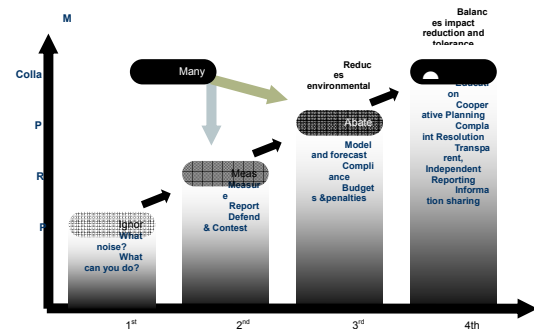 M
Balanc
es impact
reduction and
tolerance
Reduc
es
environmental
Colla
Many
P
Abate
Model
and forecast
Compli
ance
Budget
s &penalties
on
Cooper
ative Planning
Compla
int Resolution
Transpa
rent,
Independent
Reporting
Informa
tion sharing
R
Meas
Measur
e
Report
Defend
& Contest
Ignor
What
noise?
What
can you do?
1st
2nd
3rd
4th